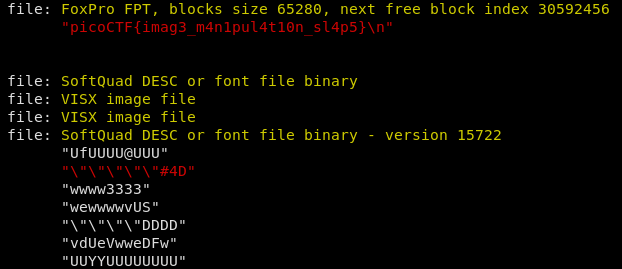 file: FoxPro FPT, blocks size 65280, next free block index 30592456
"picoCTF{imag3_m4n1pul4t10n_sl4p5}\n"
file: SoftQuad DESC or font file binary
file: VISX image file
file: VISX image file
file: SoftQuad DESC or font file binary - version 15722
"UfUUUU@UUU"
"\"\"\"\"\"\"#4D"
"wwww3333"
"wewwwwvUS"
"\"\"\"\"DDDD"
"vdUeVwweDFw"
"UUYYUUUUUUUU"